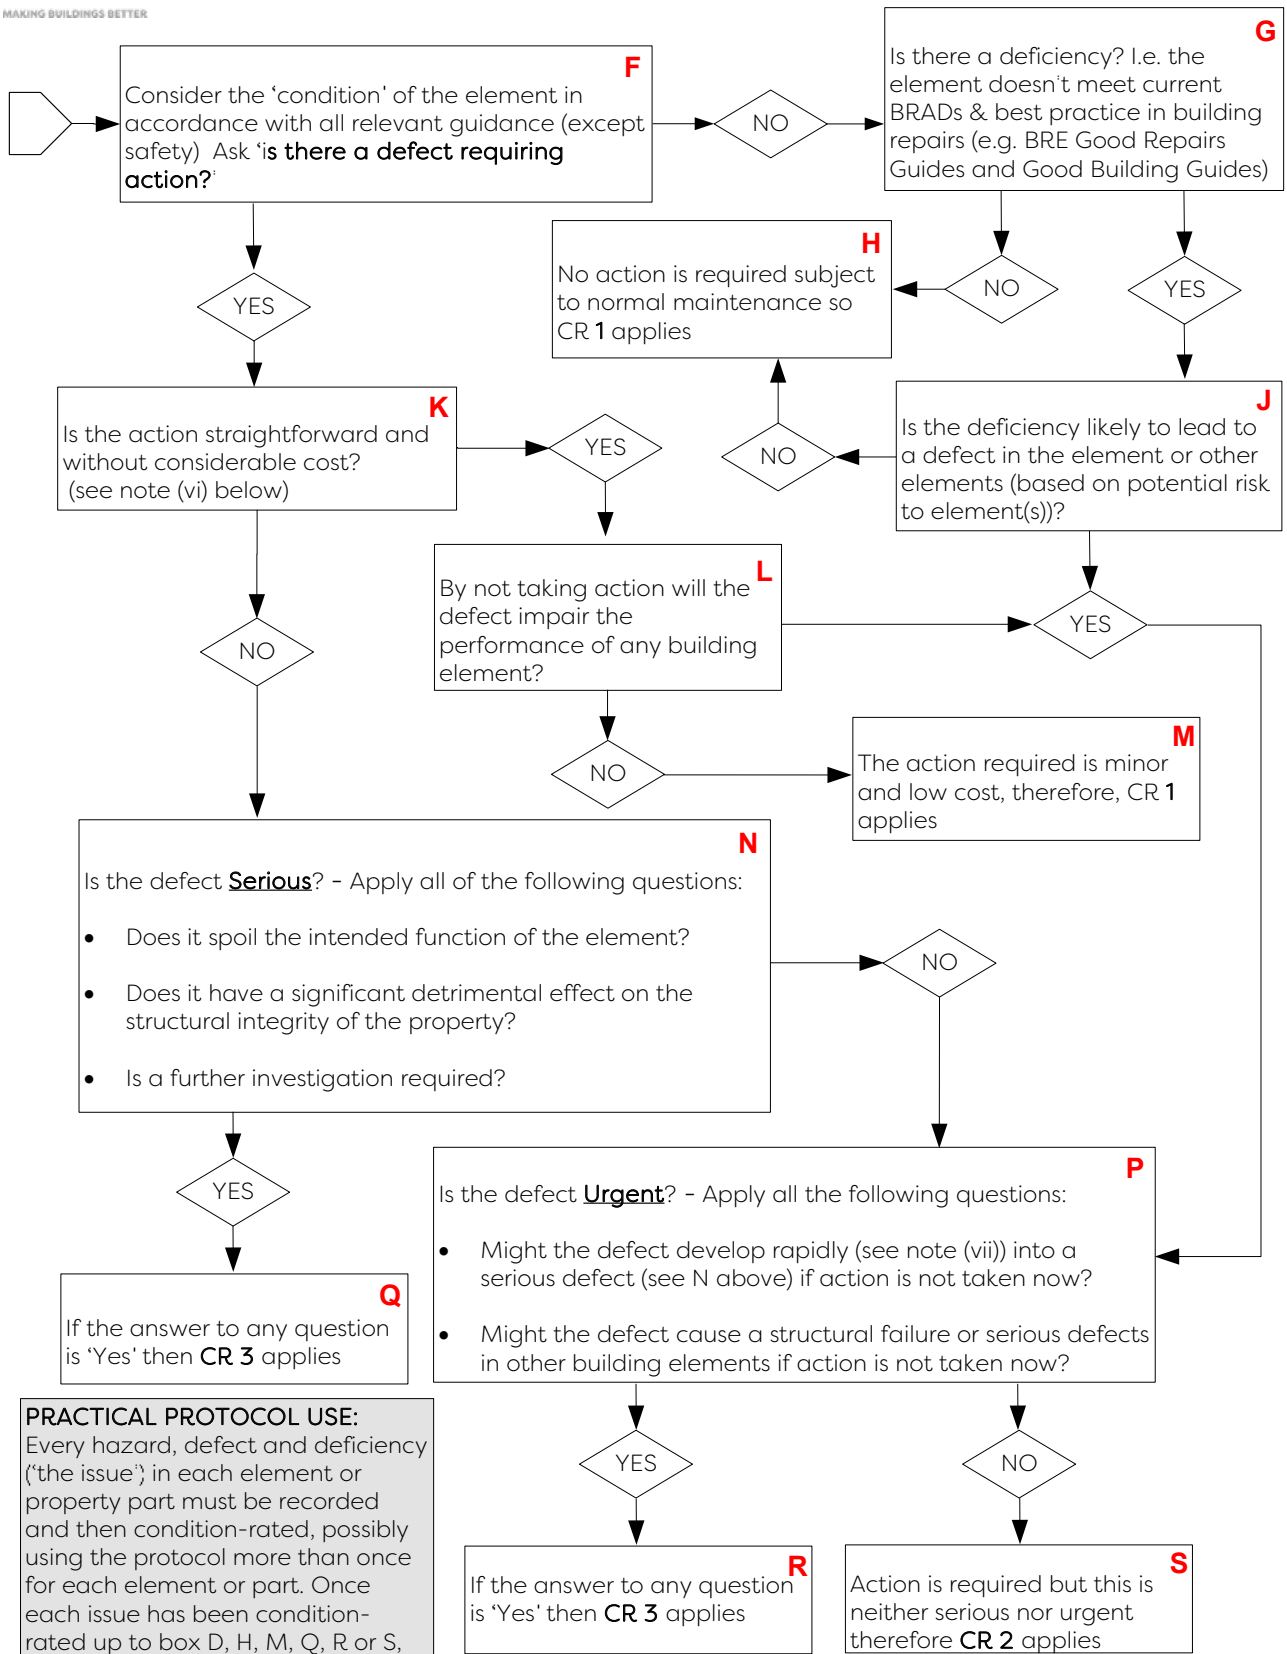 MAKING BUILDINGS BETTER
F
Consider the ‘condition’ of the element in
accordance with all relevant guidance (except
safety)  Ask ‘is there a defect requiring
action?’
NO
G
Is there a deficiency? I.e. the
element doesn’t meet current
BRADs & best practice in building
repairs (e.g. BRE Good Repairs
Guides and Good Building Guides)
YES
H
No action is required subject
to normal maintenance so
CR 1 applies
NO
YES
K
Is the action straightforward and
without considerable cost?
(see note (vi) below)
YES
NO
J
Is the deficiency likely to lead to
a defect in the element or other
elements (based on potential risk
to element(s))?
L
By not taking action will the
defect impair the
performance of any building
element?
YES
NO
NO
M
The action required is minor
and low cost, therefore, CR 1
applies
N
Is the defect Serious? - Apply all of the following questions:
• Does it spoil the intended function of the element?
• Does it have a significant detrimental effect on the
structural integrity of the property?
• Is a further investigation required?
NO
YES
P
Is the defect Urgent? - Apply all the following questions:
• Might the defect develop rapidly (see note (vii)) into a
serious defect (see N above) if action is not taken now?
• Might the defect cause a structural failure or serious defects
in other building elements if action is not taken now?
Q
If the answer to any question
is ‘Yes’ then CR 3 applies
YES
NO
PRACTICAL PROTOCOL USE:
Every hazard, defect and deficiency
(‘the issue’) in each element or
property part must be recorded
and then condition-rated, possibly
using the protocol more than once
for each element or part. Once
each issue has been condition-
rated up to box D, H, M, Q, R or S,
R
If the answer to any question
is ‘Yes’ then CR 3 applies
S
Action is required but this is
neither serious nor urgent
therefore CR 2 applies